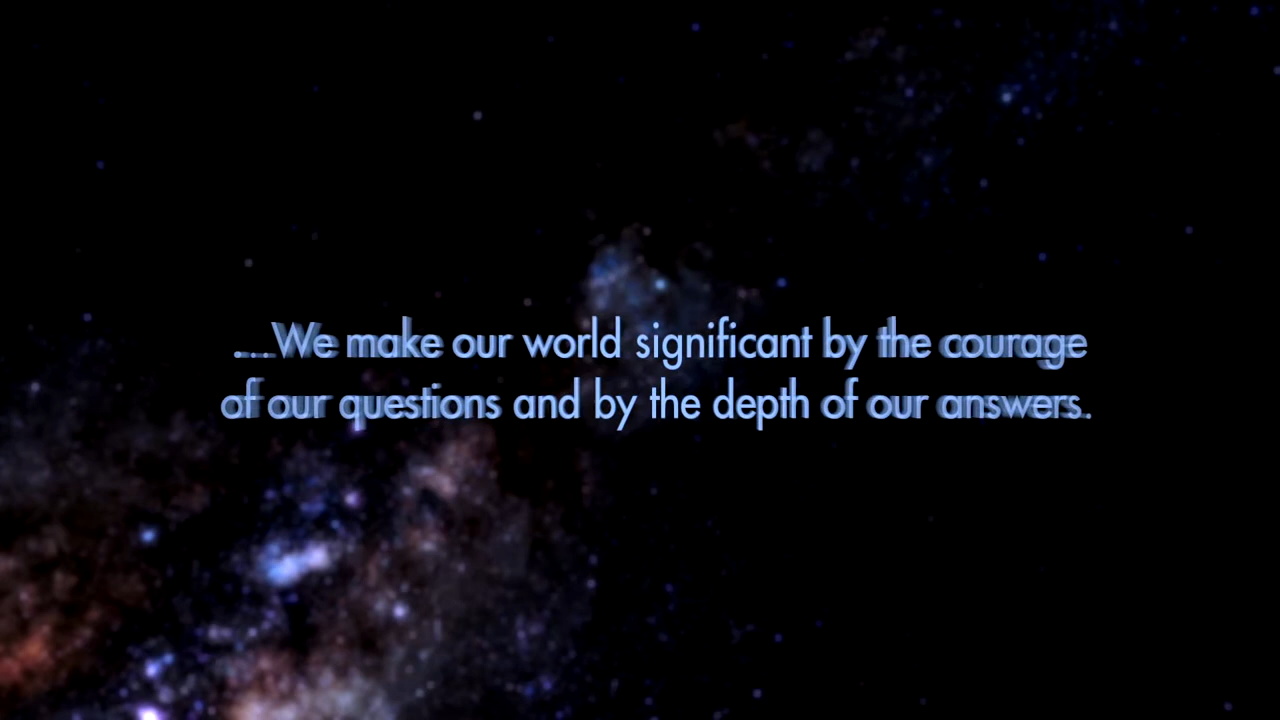 ...We make our world significant by the courage
of our questions and by the depth of our answers.